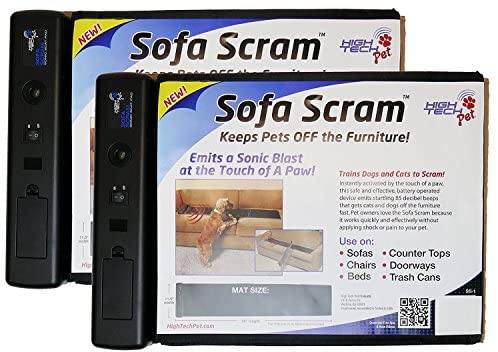 NEW!
Sofa Scram™
HIGH TECH Pet
Keeps Pets OFF the Furniture!
NEW!
Sofa Scram™
HIGH TECH Pet
Keeps Pets OFF the Furniture!
Emits a Sonic Blast
at the Touch of A Paw!
Trains Dogs and Cats to Scram!
Instantly activated by the touch of a paw,
this safe and effective, battery operated
device emits startling 85 decibel beeps
that gets cats and dogs off the furniture
fast. Pet owners love the Sofa Scram because
it works quickly and effectively without
applying shock or pain to your pet.
Use on:
• Sofas
• Chairs
• Beds
• Counter Tops
• Doorways
• Trash Cans
MAT SIZE:
HighTechPet.com
SS-1